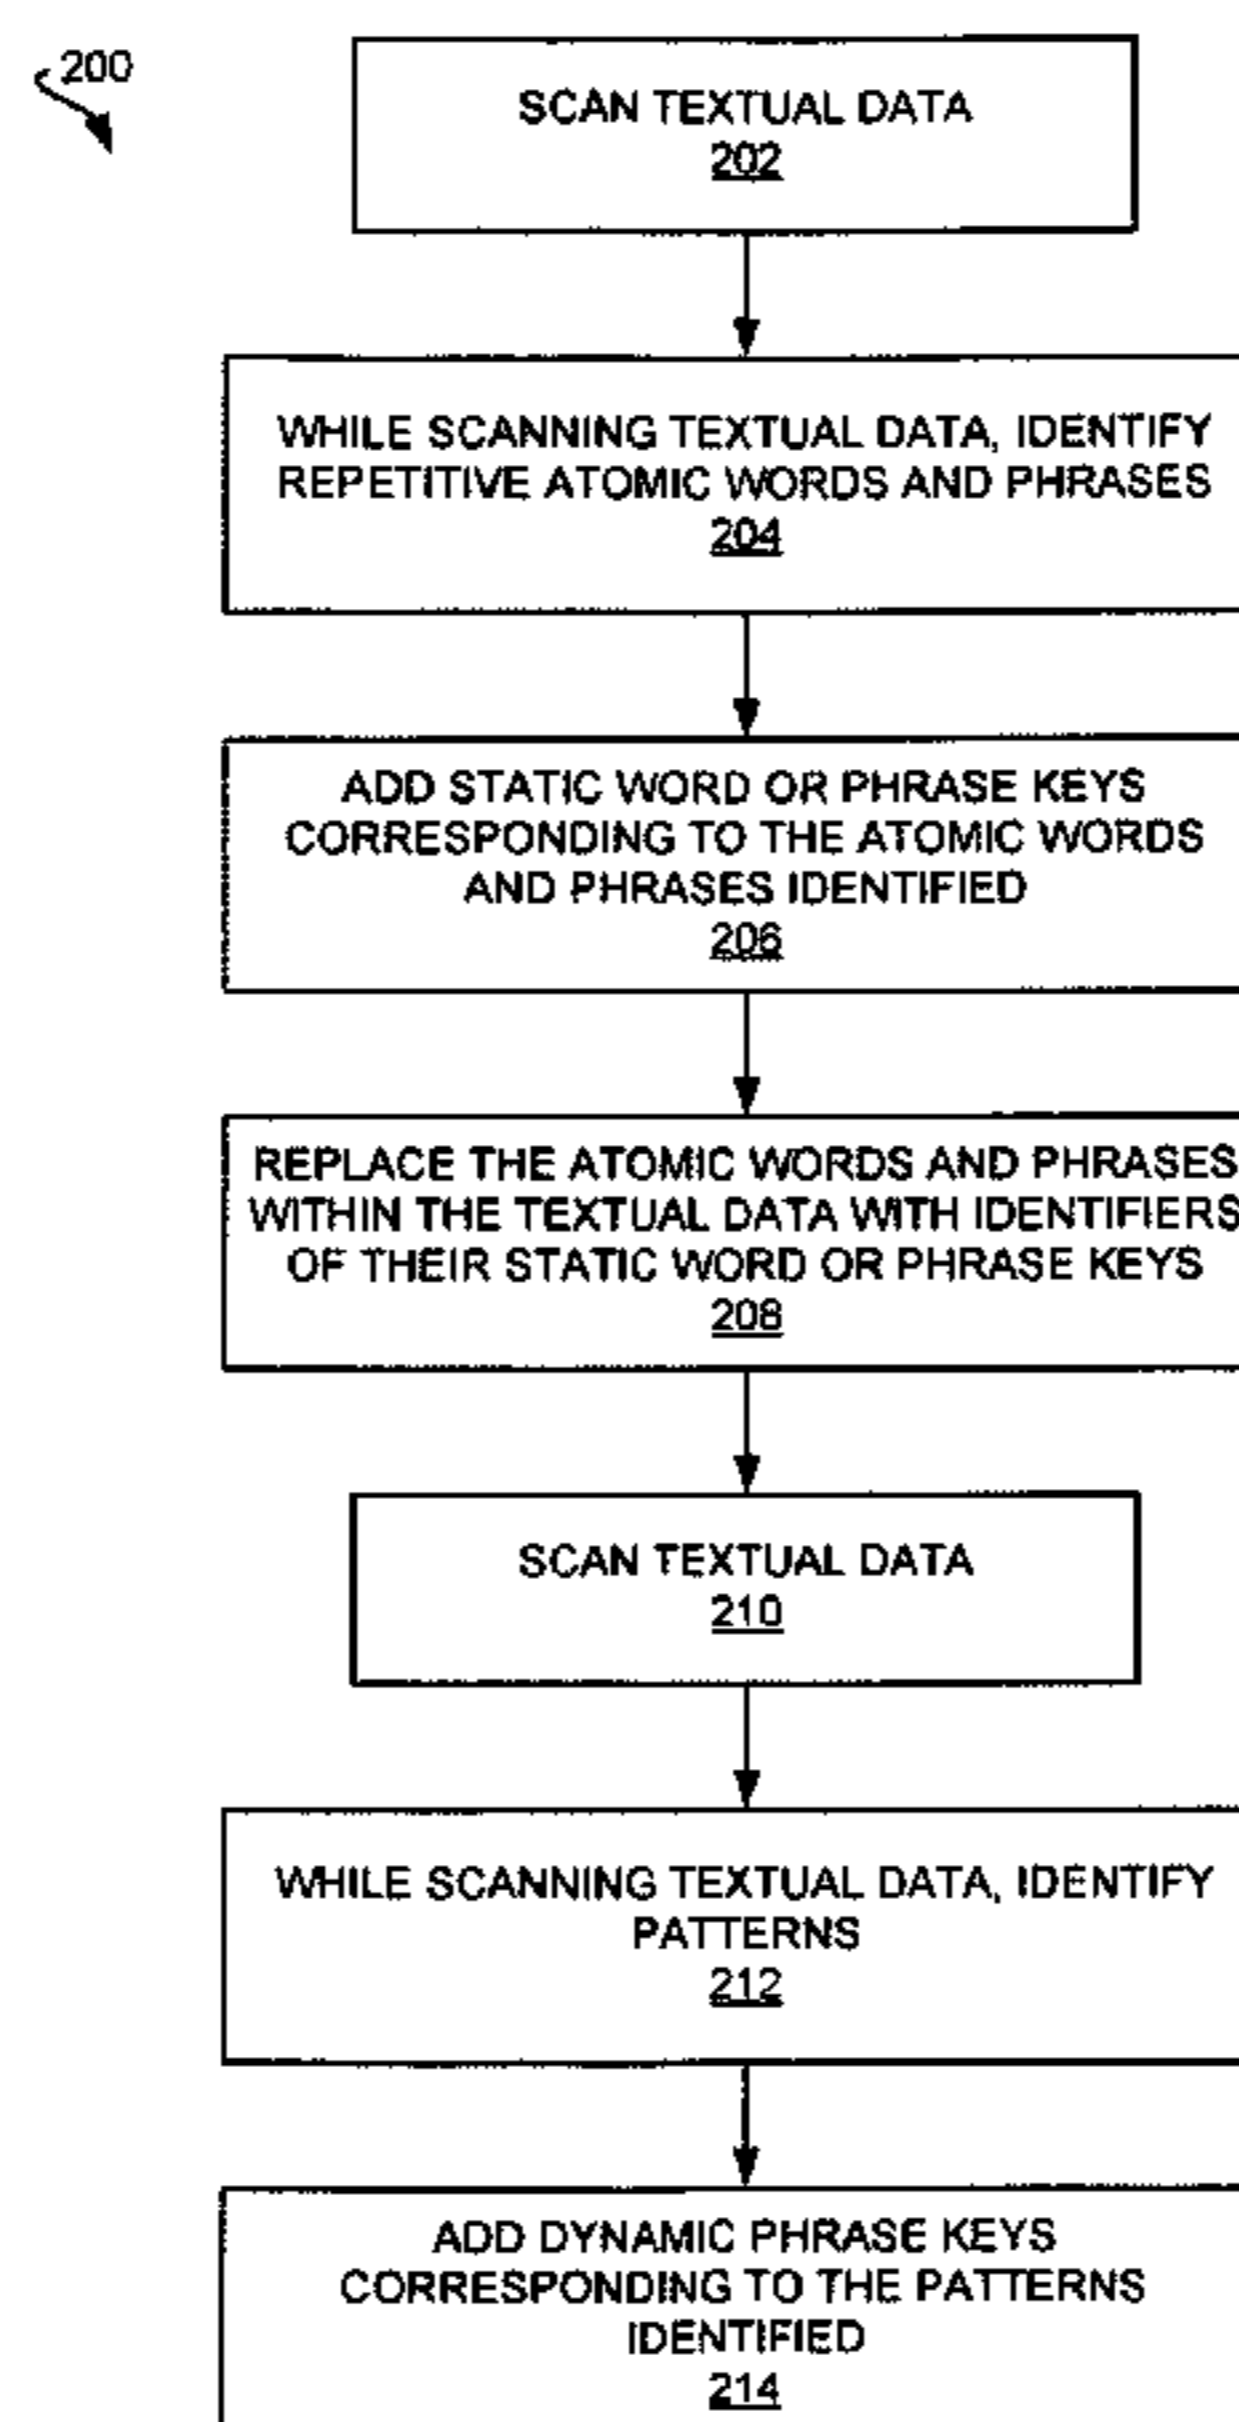 200
SCAN TEXTUAL DATA
202
WHILE SCANNING TEXTUAL DATA, IDENTIFY
REPETITIVE ATOMIC WORDS AND PHRASES
204
ADD STATIC WORD OR PHRASE KEYS
CORRESPONDING TO THE ATOMIC WORDS
AND PHRASES IDENTIFIED
206
REPLACE THE ATOMIC WORDS AND PHRASES
WITHIN THE TEXTUAL DATA WITH IDENTIFIERS
OF THEIR STATIC WORD OR PHRASE KEYS
208
SCAN TEXTUAL DATA
210
WHILE SCANNING TEXTUAL DATA, IDENTIFY
PATTERNS
212
ADD DYNAMIC PHRASE KEYS
CORRESPONDING TO THE PATTERNS
IDENTIFIED
214